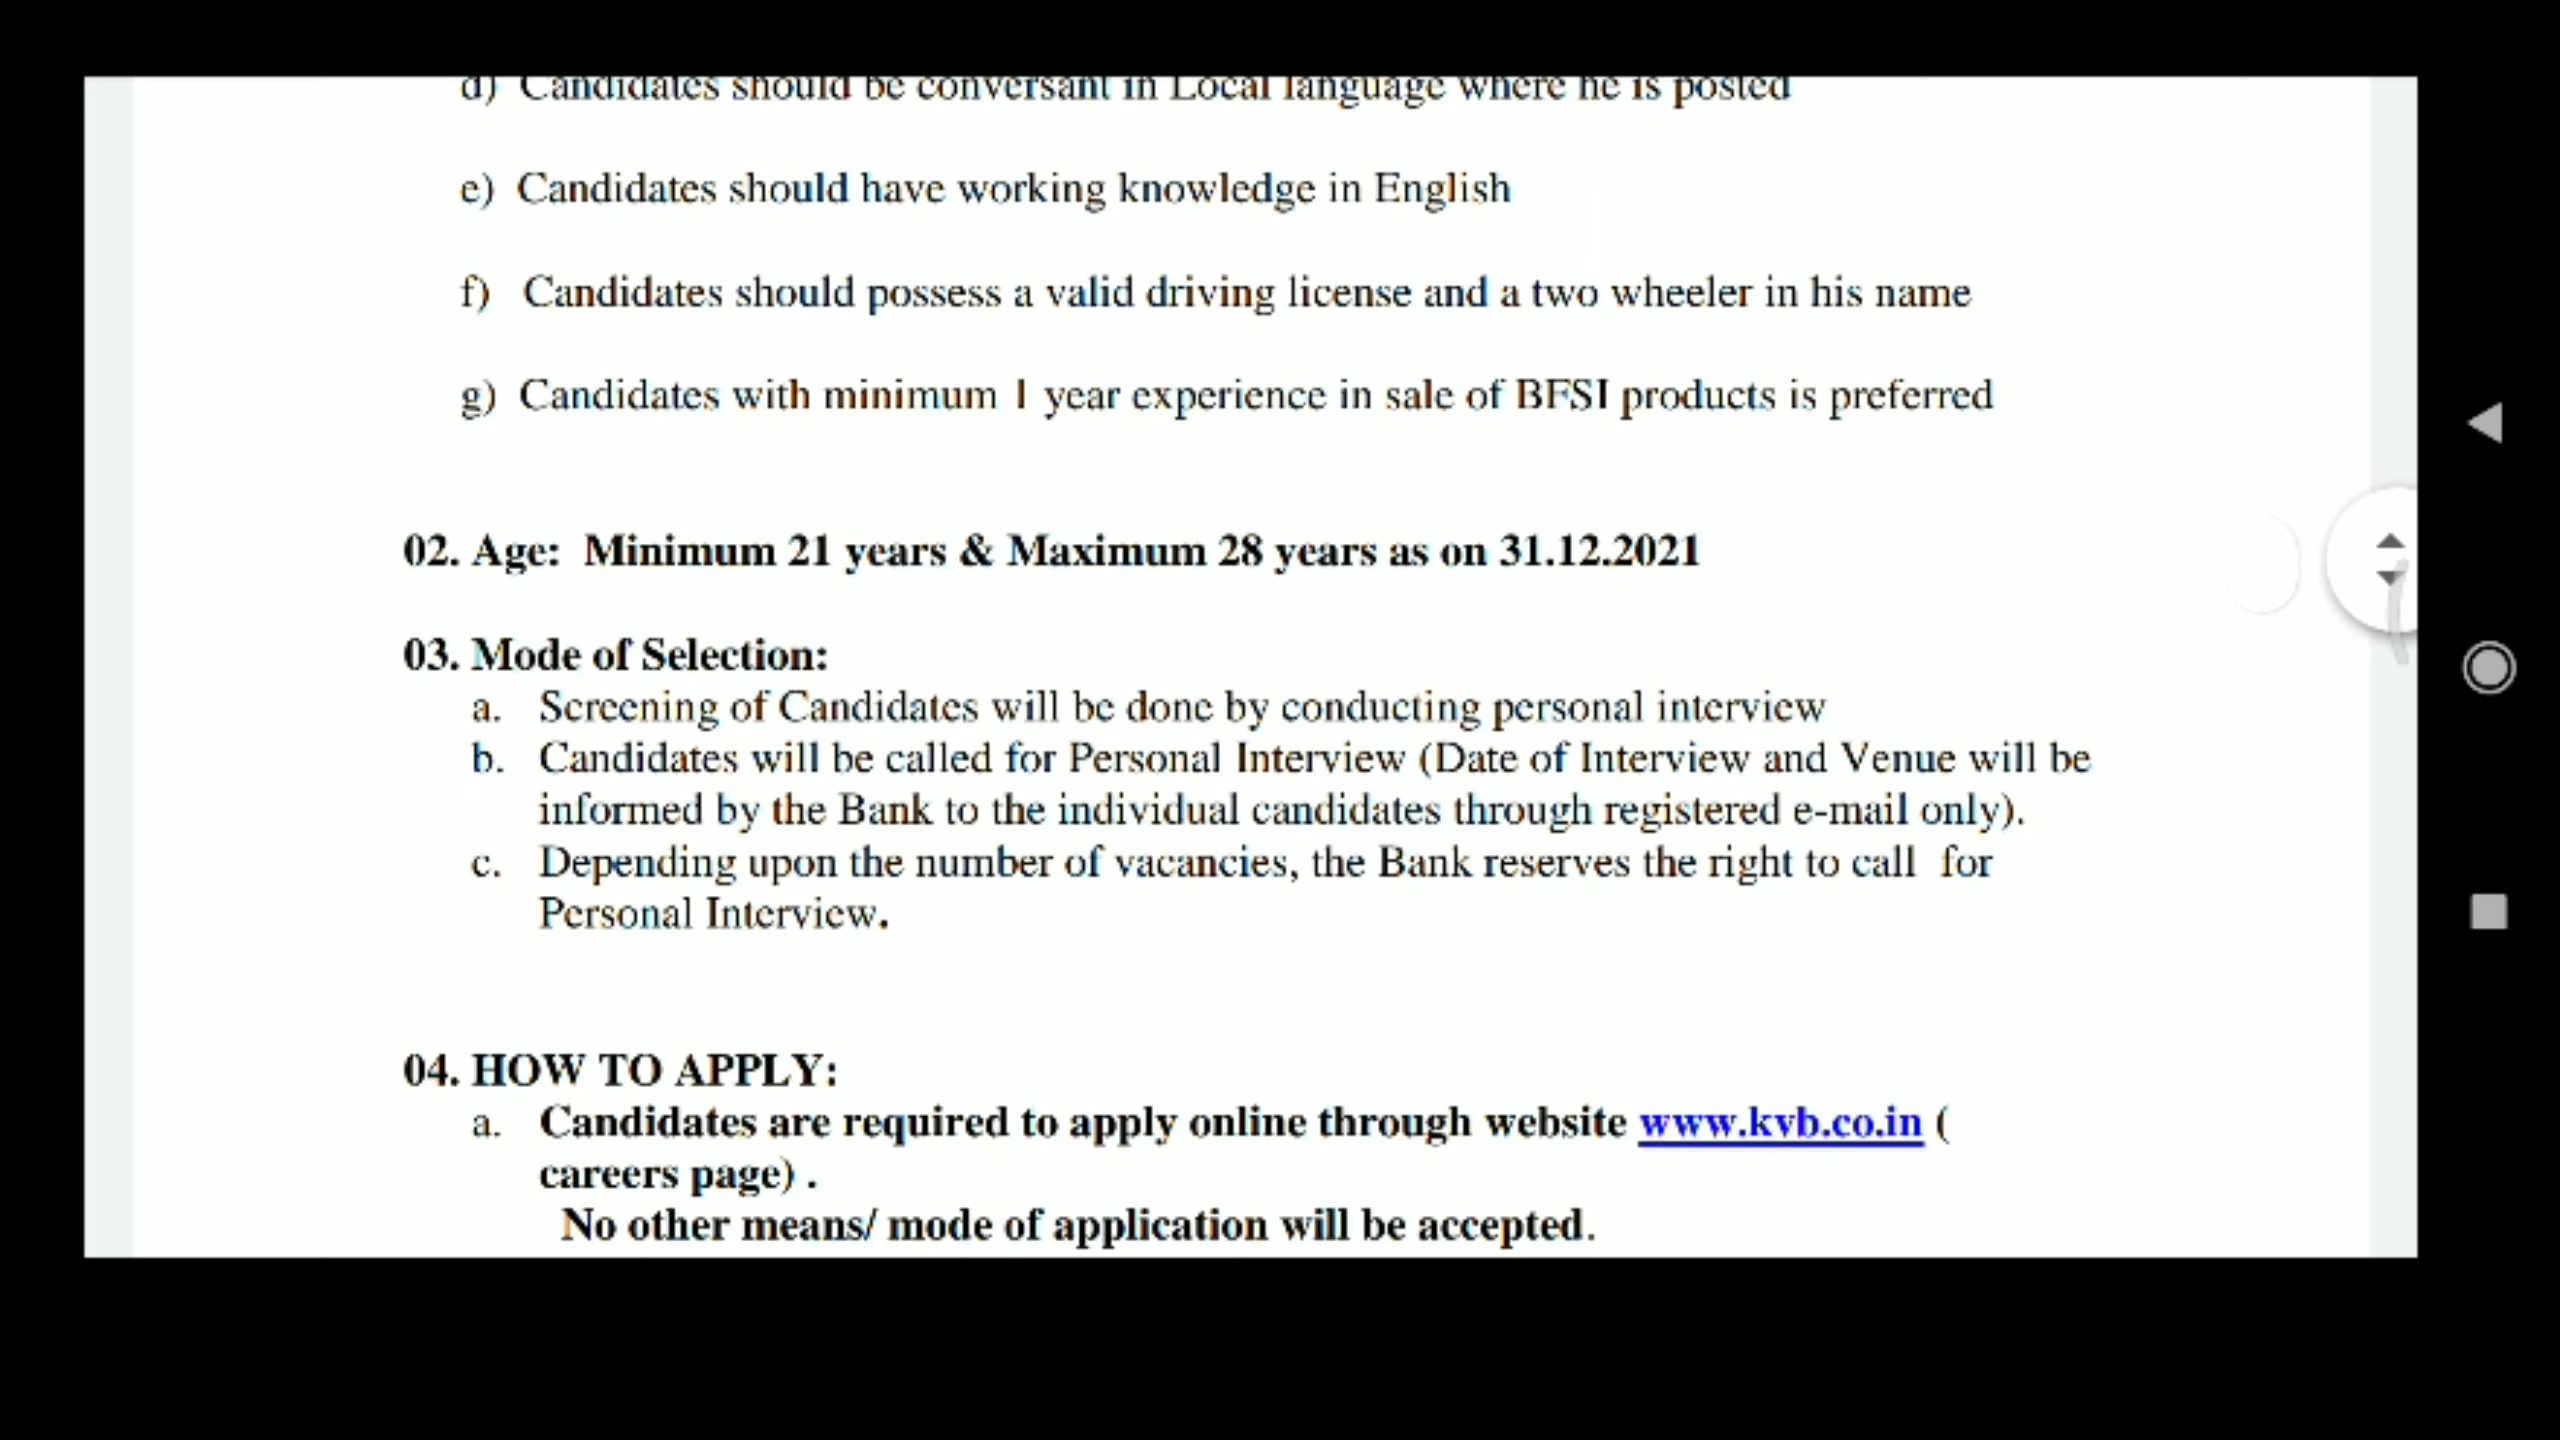 d) Candidates should be conversant in Local language where he is posted
e) Candidates should have working knowledge in English
f) Candidates should possess a valid driving license and a two wheeler in his name
g) Candidates with minimum 1 year experience in sale of BFSI products is preferred
02. Age: Minimum 21 years & Maximum 28 years as on 31.12.2021
03. Mode of Selection:
a. Screening of Candidates will be done by conducting personal interview
b. Candidates will be called for Personal Interview (Date of Interview and Venue will be
informed by the Bank to the individual candidates through registered e-mail only).
c. Depending upon the number of vacancies, the Bank reserves the right to call for
Personal Interview.
04. HOW TO APPLY:
a. Candidates are required to apply online through website www.kvb.co.in (
careers page) .
No other means/ mode of application will be accepted.